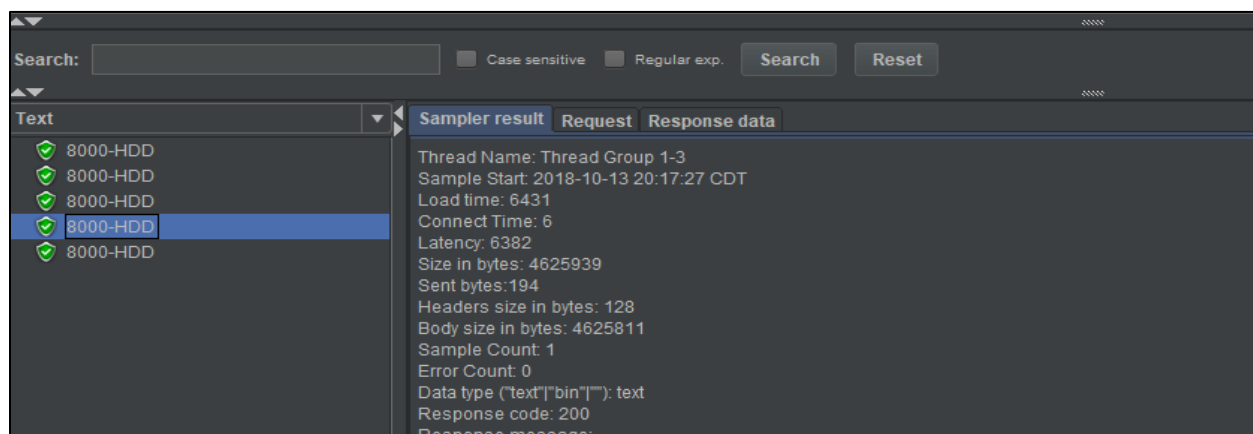 Search: Case sensitive Regular exp. Search Reset
Text
8000-HDD
8000-HDD
8000-HDD
8000-HDD
8000-HDD
Sampler result Request Response data
Thread Name: Thread Group 1-3
Sample Start: 2018-10-13 20:17:27 CDT
Load time: 6431
Connect Time: 6
Latency: 6382
Size in bytes: 4625939
Sent bytes:194
Headers size in bytes: 128
Body size in bytes: 4625811
Sample Count: 1
Error Count: 0
Data type ("text"|"bin"|""): text
Response code: 200
Response message: